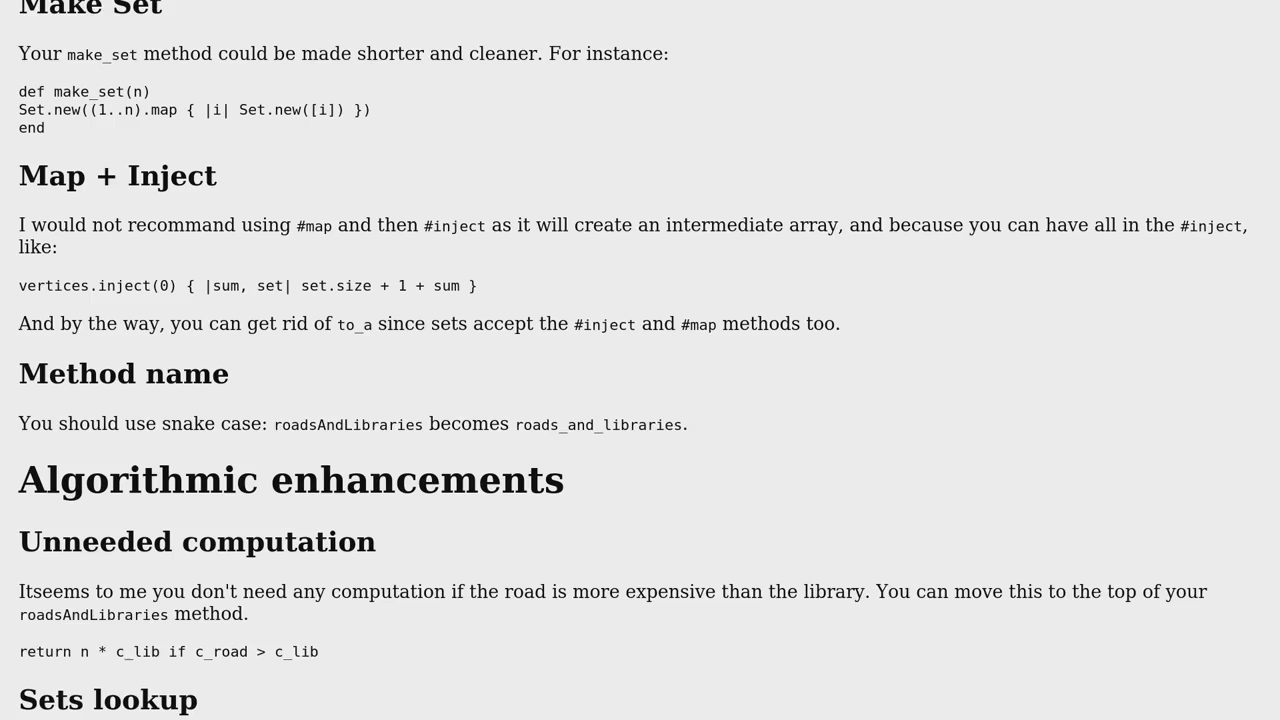 Make Set
Your make_set method could be made shorter and cleaner. For instance:
def make_set(n)
Set.new((1..n).map { |i| Set.new([i]) })
end
Map + Inject
I would not recommand using #map and then #inject as it will create an intermediate array, and because you can have all in the #inject,
like:
vertices.inject(0) { |sum, set| set.size + 1 + sum }
And by the way, you can get rid of to_a since sets accept the #inject and #map methods too.
Method name
You should use snake case: roadsAndLibraries becomes roads_and_libraries.
Algorithmic enhancements
Unneeded computation
Itseems to me you don't need any computation if the road is more expensive than the library. You can move this to the top of your
roadsAndLibraries method.
return n * c_lib if c_road > c_lib
Sets lookup